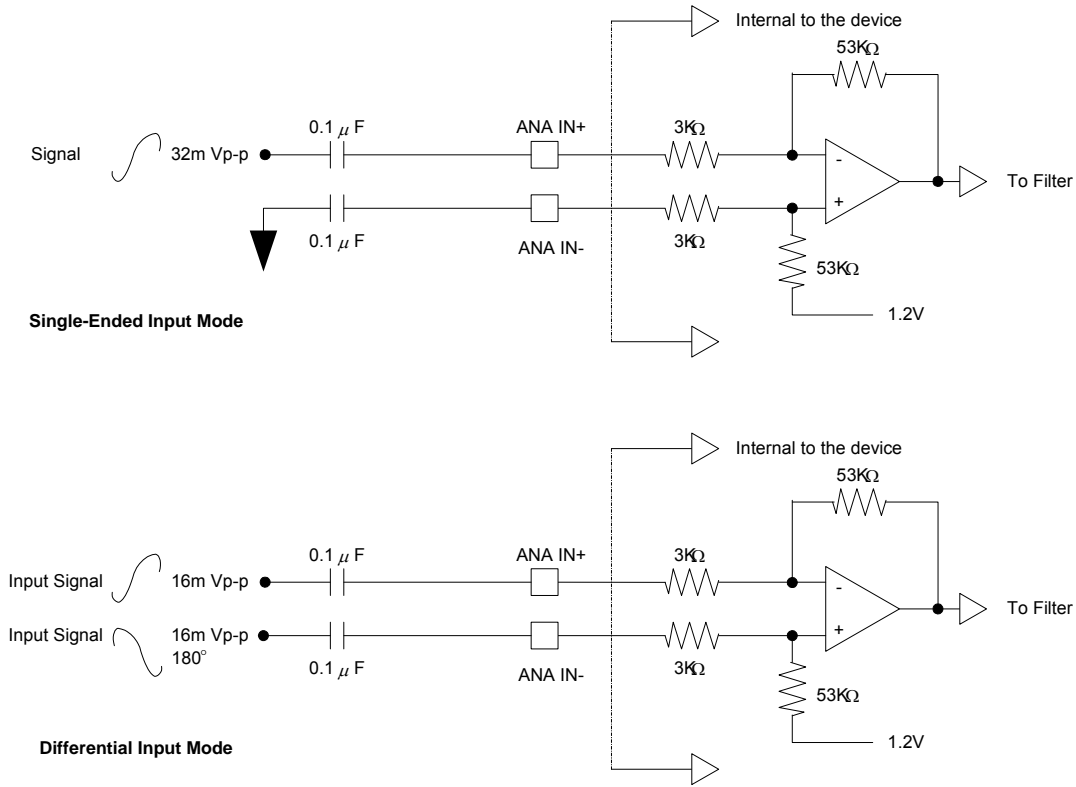 Internal to the device
53KΩ
0.1 μ F
ANA IN+
3KΩ
Signal
32m Vp-p
-
To Filter
+
0.1 μ F
ANA IN-
3KΩ
53KΩ
1.2V
Single-Ended Input Mode
Internal to the device
53KΩ
0.1 μ F
ANA IN+
3KΩ
Input Signal
16m Vp-p
-
To Filter
Input Signal
16m Vp-p
180°
+
0.1 μ F
ANA IN-
3KΩ
53KΩ
1.2V
Differential Input Mode